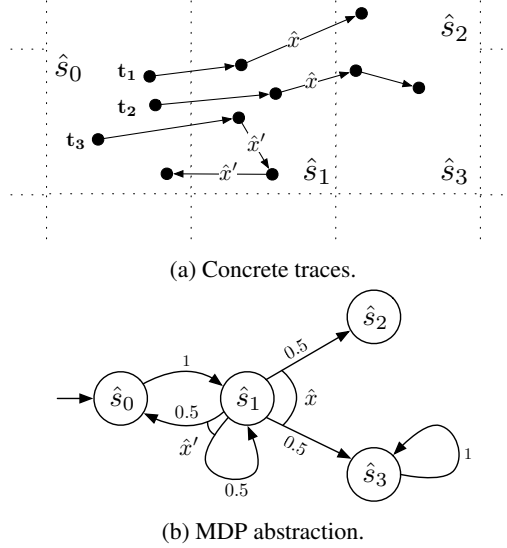 x̂
ŝ₂
ŝ₀
t₁
x̂
t₂
t₃
x̂′
x̂′
ŝ₁
ŝ₃
(a) Concrete traces.
ŝ₂
0.5
1
ŝ₀
ŝ₁
x̂
0.5
x̂′
0.5
ŝ₃
1
0.5
(b) MDP abstraction.